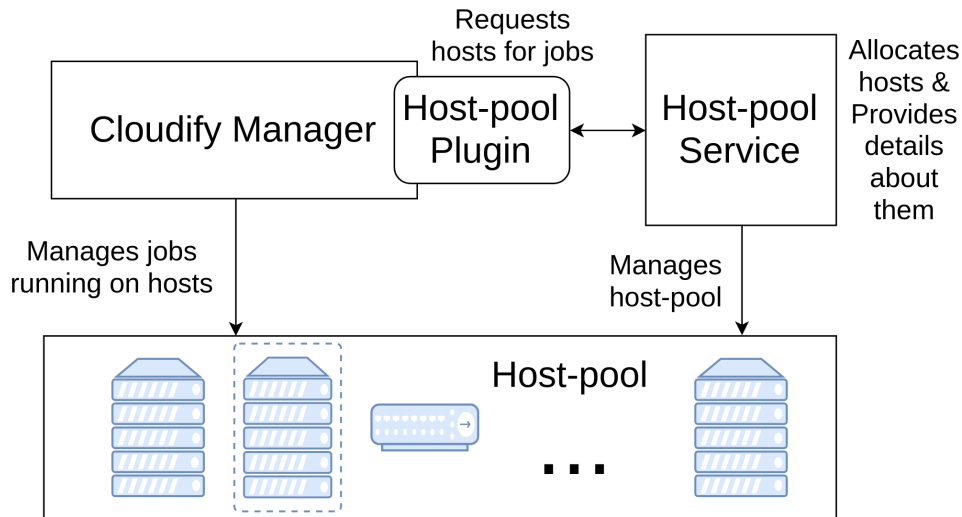 Requests
hosts for jobs
Cloudify Manager
Host-pool
Plugin
Host-pool
Service
Allocates
hosts &
Provides
details
about
them
Manages jobs
running on hosts
Manages
host-pool
Host-pool
...